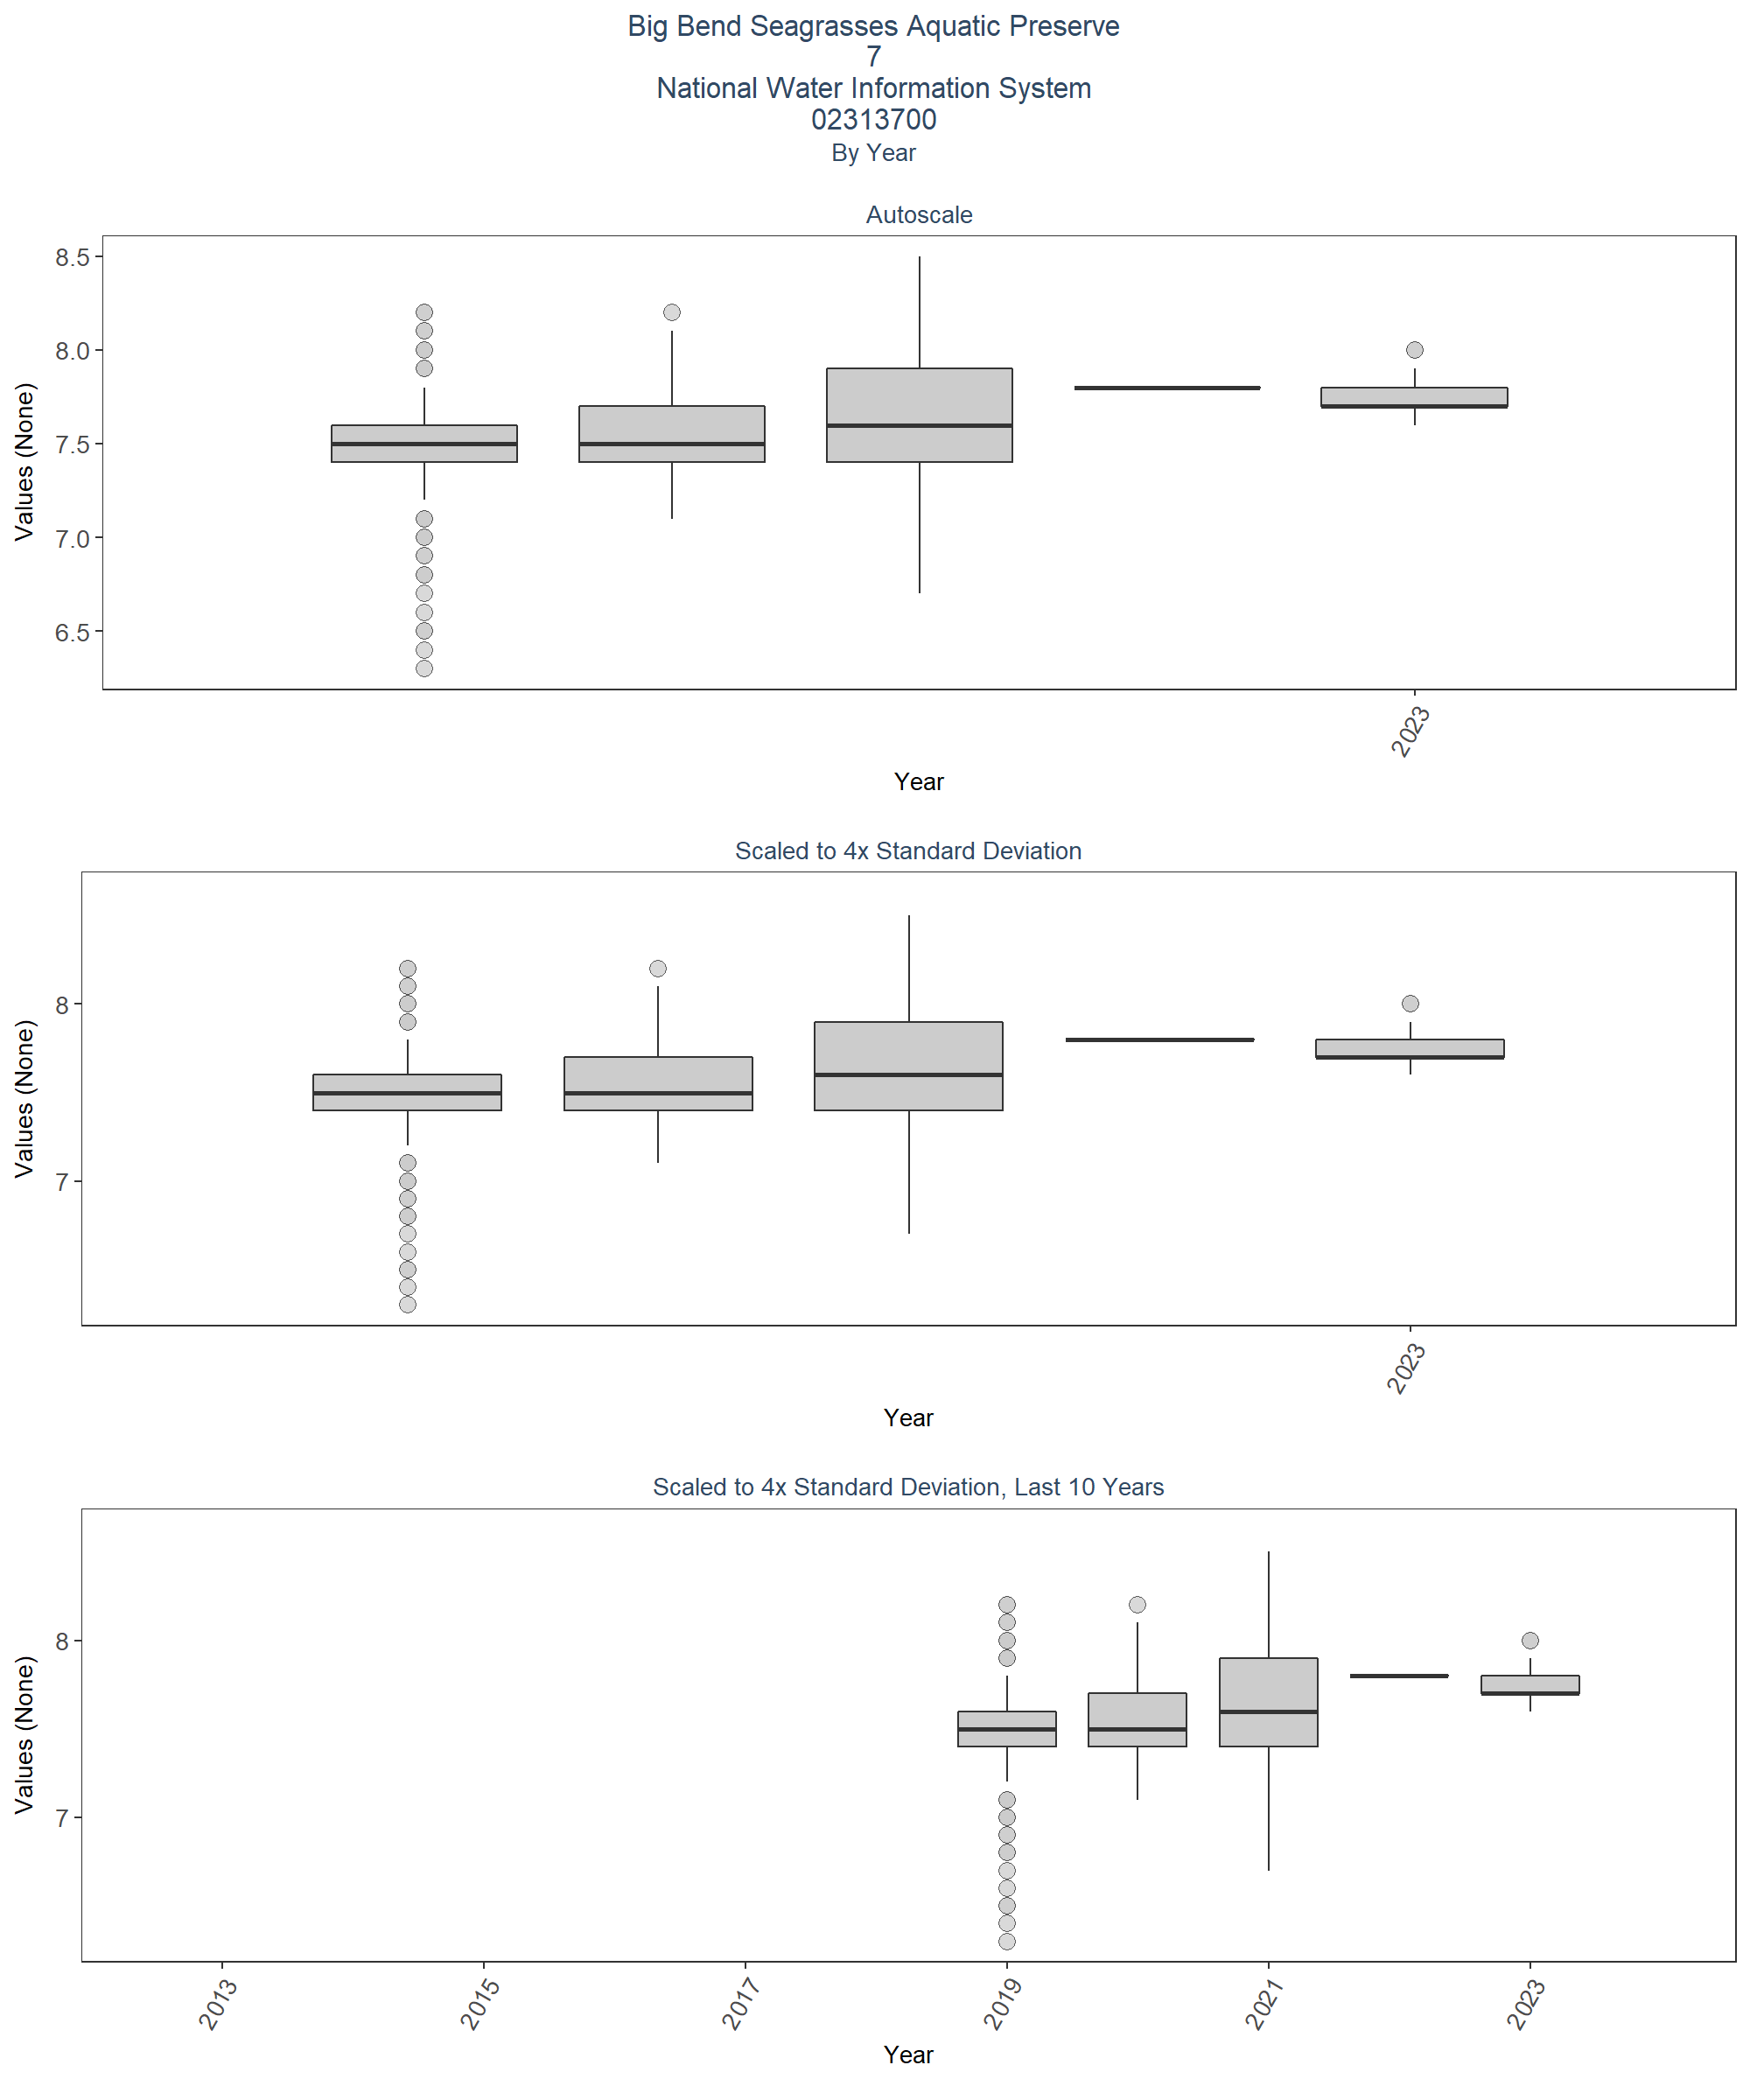 Big Bend Seagrasses Aquatic Preserve
7
National Water Information System
02313700
By Year
Autoscale
8.5
8.0
7.5
7.0
6.5
Values (None)
2023
Year
Scaled to 4x Standard Deviation
8
7
Values (None)
2023
Year
Scaled to 4x Standard Deviation, Last 10 Years
8
7
Values (None)
2013
2015
2017
2019
2021
2023
Year